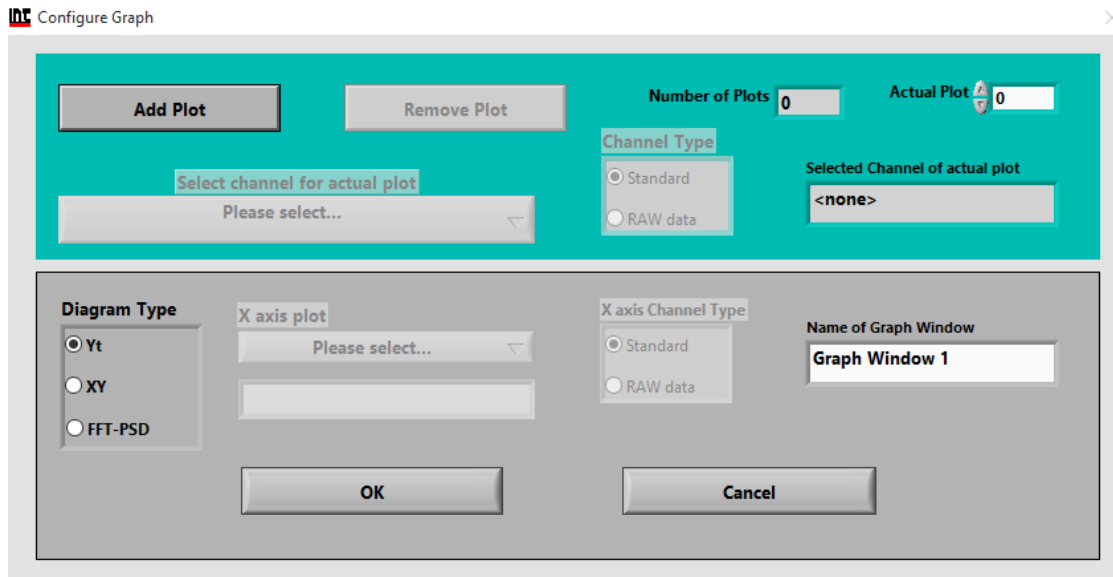 INC Configure Graph
Add Plot
Remove Plot
Number of Plots 0
Actual Plot 0
Select channel for actual plot
Please select...
Channel Type
Standard
RAW data
Selected Channel of actual plot
<none>
Diagram Type
Yt
XY
FFT-PSD
X axis plot
Please select...
X axis Channel Type
Standard
RAW data
Name of Graph Window
Graph Window 1
OK
Cancel